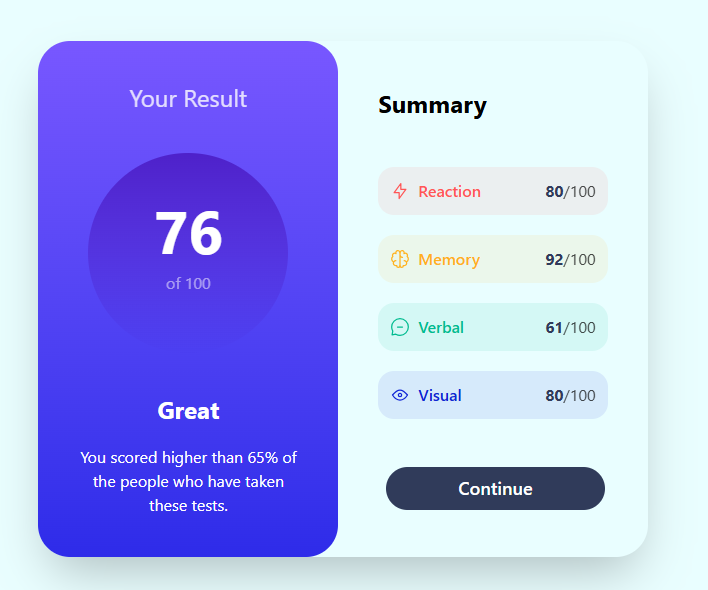 Your Result
76
of 100
Great
You scored higher than 65% of
the people who have taken
these tests.
Summary
Reaction 80/100
Memory 92/100
Verbal 61/100
Visual 80/100
Continue